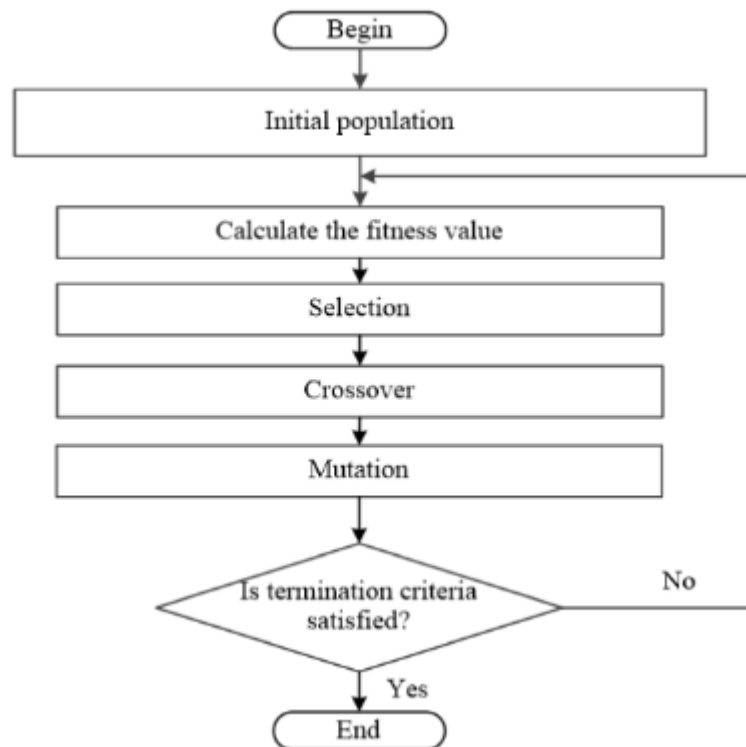 Begin
Initial population
Calculate the fitness value
Selection
Crossover
Mutation
Is termination criteria
satisfied?
No
Yes
End